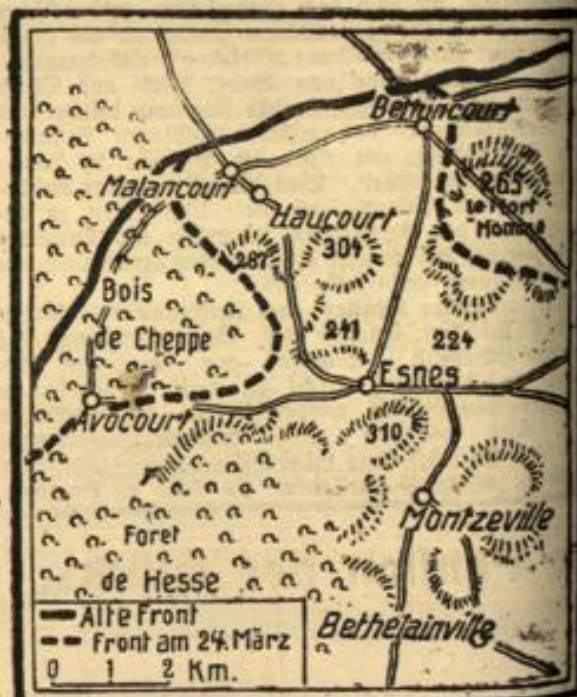 Bettincourt
Malancourt
265
Le Mort
Homme
Haucourt
304
287
Bois
de Cheppe
241
224
Esnes
Avocourt
310
Montzeville
Foret
de Hesse
Alte Front
Front am 24. März
Bethelainville
0 1 2 Km.